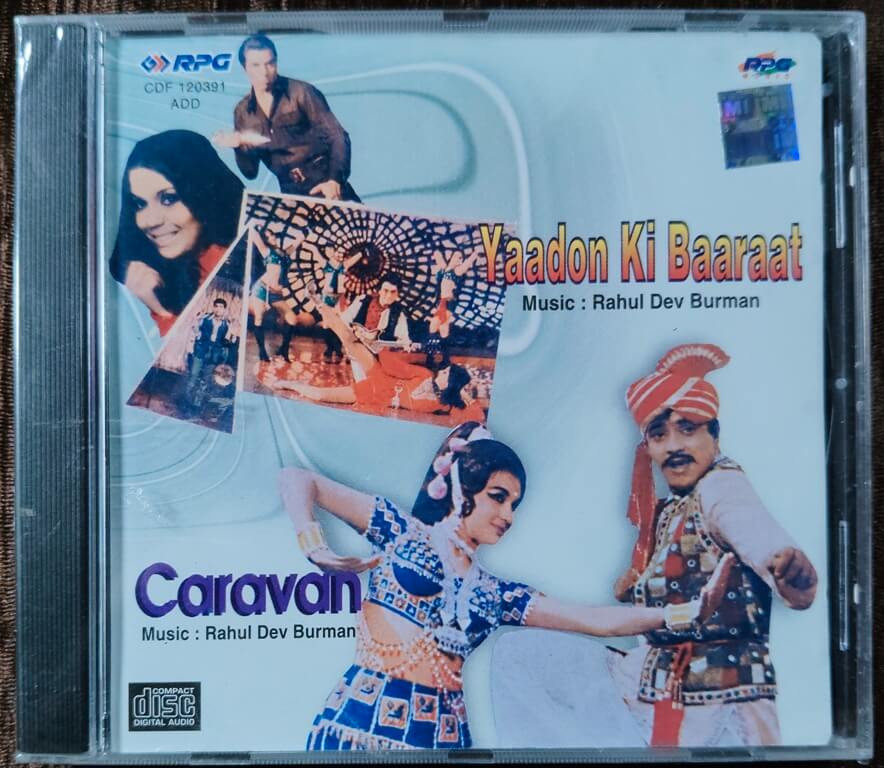 RPG
CDF 120391
ADD
RPG
MUSIC
Yaadon Ki Baaraat
Music : Rahul Dev Burman
Caravan
Music : Rahul Dev Burman
COMPACT
disc
DIGITAL AUDIO